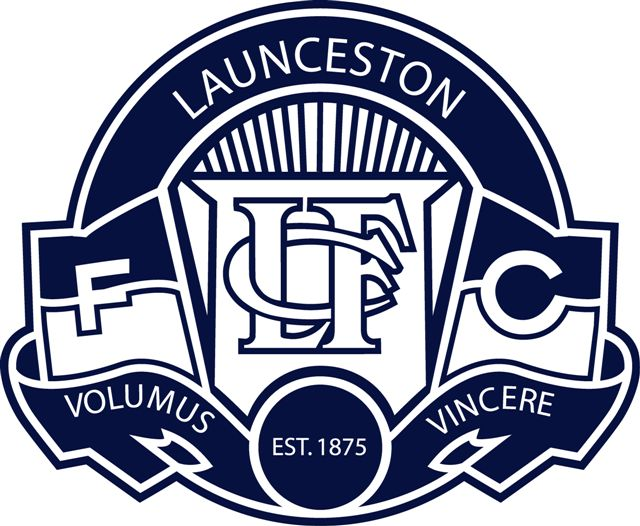 LAUNCESTON
LFC
F C
VOLUMUS VINCERE
EST. 1875